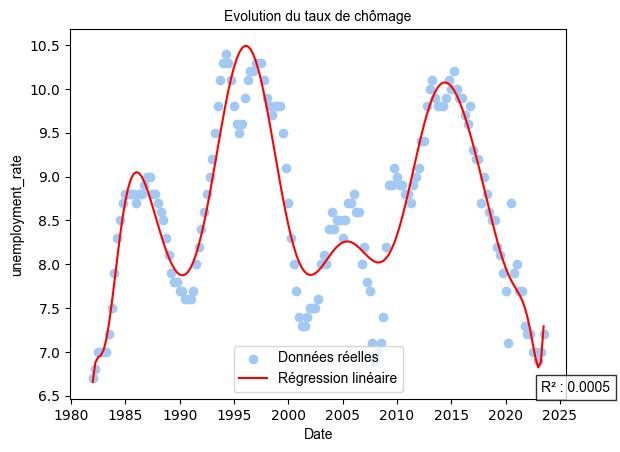 Evolution du taux de chômage
unemployment_rate
10.5
10.0
9.5
9.0
8.5
8.0
7.5
7.0
6.5
Données réelles
Régression linéaire
R² : 0.0005
1980 1985 1990 1995 2000 2005 2010 2015 2020 2025
Date